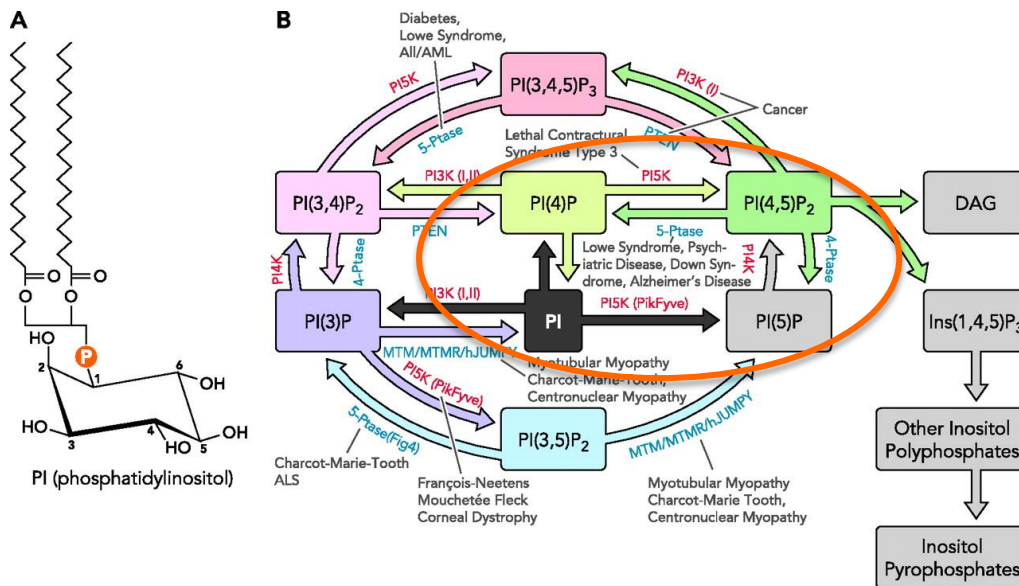 A
B
Diabetes,
Lowe Syndrome,
All/AML
PI5K
PI(3,4,5)P3
PI3K (I)
Cancer
5-Ptase
PTEN
Lethal Contractural
Syndrome Type 3
PI3K (I,II)
PI5K
PI(3,4)P2
PI(4)P
PI(4,5)P2
DAG
PTEN
5-Ptase
Lowe Syndrome, Psych-
iatric Disease, Down Syn-
drome, Alzheimer's Disease
PI4K
4-Ptase
PI4K
4-Ptase
PI3K (I,II)
PI5K (PikFyve)
PI(3)P
PI
PI(5)P
Ins(1,4,5)P3
MTM/MTMR/hJUMPY
Myotubular Myopathy
Charcot-Marie-Tooth,
Centronuclear Myopathy
PI5K (PikFyve)
5-Ptase(Fig4)
PI(3,5)P2
MTM/MTMR/hJUMPY
Other Inositol
Polyphosphates
Charcot-Marie-Tooth
ALS
François-Neetens
Mouchetée Fleck
Corneal Dystrophy
Myotubular Myopathy
Charcot-Marie Tooth,
Centronuclear Myopathy
Inositol
Pyrophosphates
O
O
O
O
HO
P
2
6
1
OH
HO
3
4
HO
5
OH
PI (phosphatidylinositol)